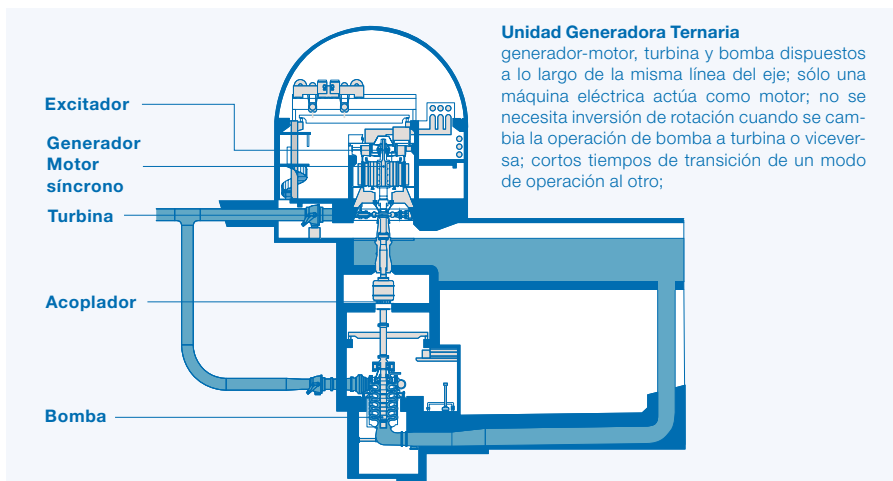 Unidad Generadora Ternaria
generador-motor, turbina y bomba dispuestos
a lo largo de la misma línea del eje; sólo una
máquina eléctrica actúa como motor; no se
necesita inversión de rotación cuando se cam-
bia la operación de bomba a turbina o vicever-
sa; cortos tiempos de transición de un modo
de operación al otro;
Excitador
Generador
Motor
síncrono
Turbina
Acoplador
Bomba